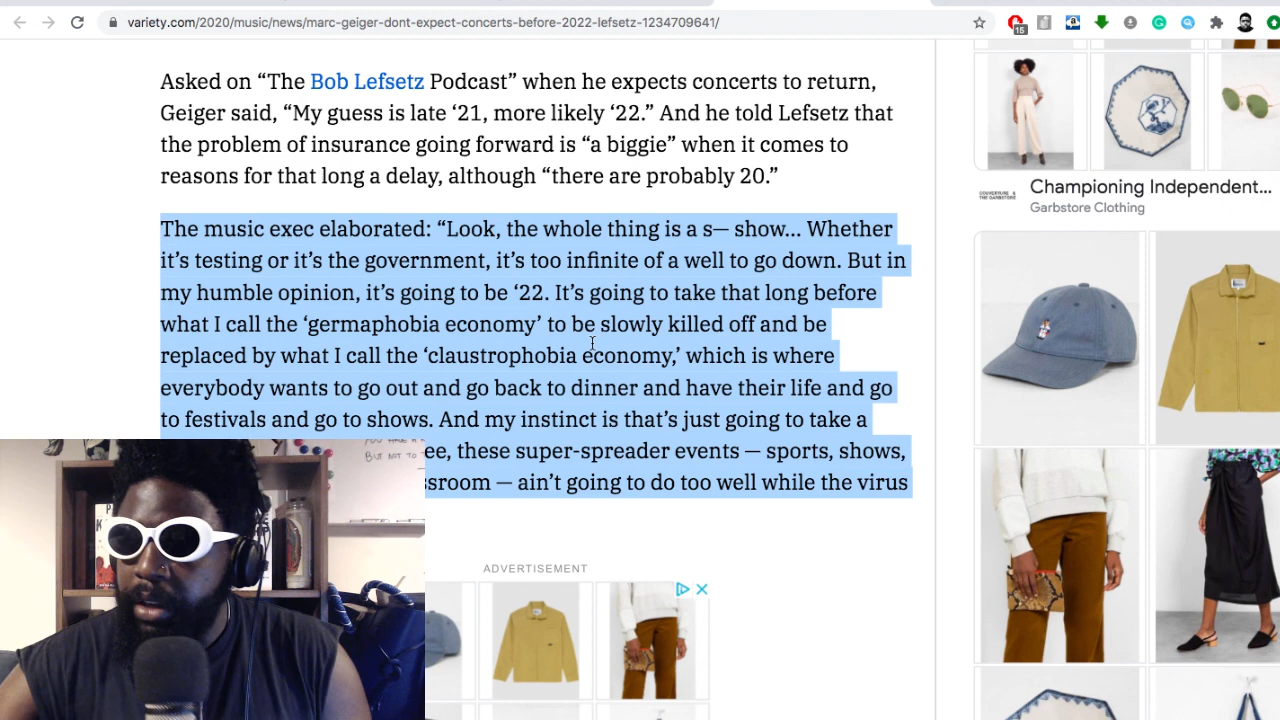 variety.com/2020/music/news/marc-geiger-dont-expect-concerts-before-2022-lefsetz-1234709641/
15
Asked on “The Bob Lefsetz Podcast” when he expects concerts to return,
Geiger said, “My guess is late ‘21, more likely ‘22.” And he told Lefsetz that
the problem of insurance going forward is “a biggie” when it comes to
reasons for that long a delay, although “there are probably 20.”
The music exec elaborated: “Look, the whole thing is a s— show... Whether
it’s testing or it’s the government, it’s too infinite of a well to go down. But in
my humble opinion, it’s going to be ‘22. It’s going to take that long before
what I call the ‘germaphobia economy’ to be slowly killed off and be
replaced by what I call the ‘claustrophobia economy,’ which is where
everybody wants to go out and go back to dinner and have their life and go
to festivals and go to shows. And my instinct is that’s just going to take a
ee, these super-spreader events — sports, shows,
ssroom — ain’t going to do too well while the virus
ADVERTISEMENT
Championing Independent...
Garbstore Clothing
BUT NOT TO